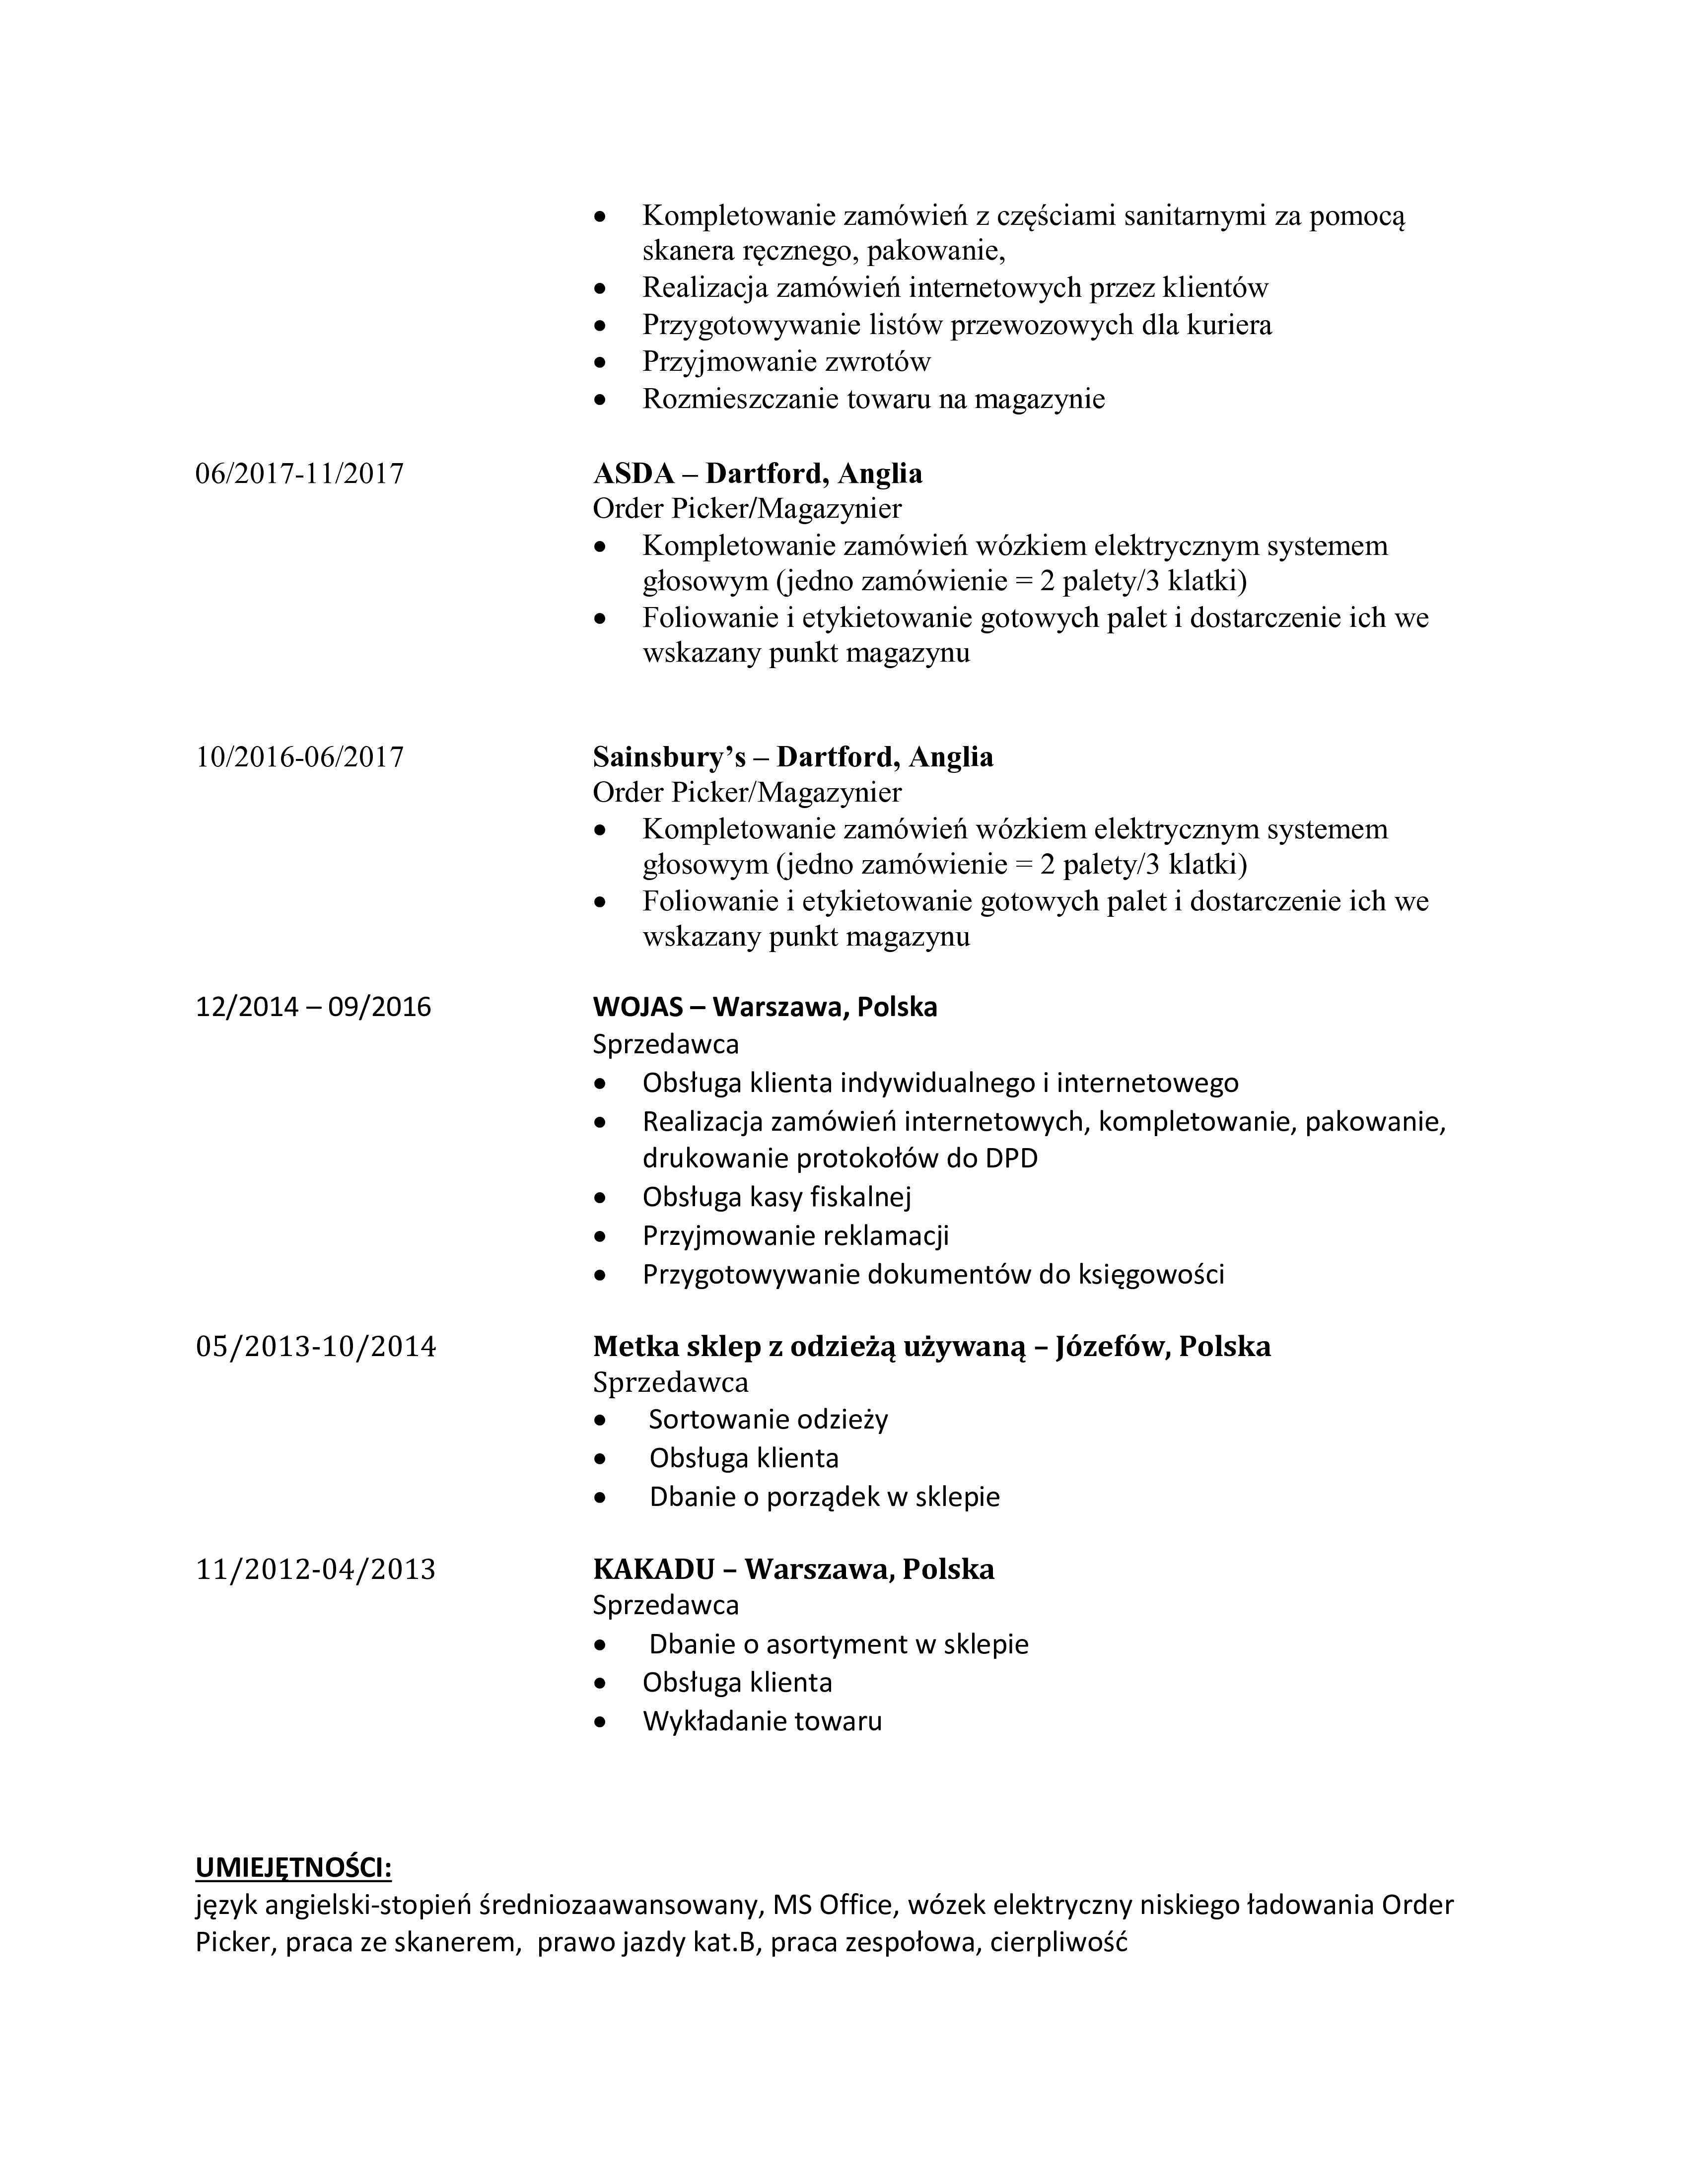 • Kompletowanie zamówień z częściami sanitarnymi za pomocą
skanera ręcznego, pakowanie,
• Realizacja zamówień internetowych przez klientów
• Przygotowywanie listów przewozowych dla kuriera
• Przyjmowanie zwrotów
• Rozmieszczanie towaru na magazynie
06/2017-11/2017 ASDA – Dartford, Anglia
Order Picker/Magazynier
• Kompletowanie zamówień wózkiem elektrycznym systemem
głosowym (jedno zamówienie = 2 palety/3 klatki)
• Foliowanie i etykietowanie gotowych palet i dostarczenie ich we
wskazany punkt magazynu
10/2016-06/2017 Sainsbury’s – Dartford, Anglia
Order Picker/Magazynier
• Kompletowanie zamówień wózkiem elektrycznym systemem
głosowym (jedno zamówienie = 2 palety/3 klatki)
• Foliowanie i etykietowanie gotowych palet i dostarczenie ich we
wskazany punkt magazynu
12/2014 – 09/2016 WOJAS – Warszawa, Polska
Sprzedawca
• Obsługa klienta indywidualnego i internetowego
• Realizacja zamówień internetowych, kompletowanie, pakowanie,
drukowanie protokołów do DPD
• Obsługa kasy fiskalnej
• Przyjmowanie reklamacji
• Przygotowywanie dokumentów do księgowości
05/2013-10/2014 Metka sklep z odzieżą używaną – Józefów, Polska
Sprzedawca
• Sortowanie odzieży
• Obsługa klienta
• Dbanie o porządek w sklepie
11/2012-04/2013 KAKADU – Warszawa, Polska
Sprzedawca
• Dbanie o asortyment w sklepie
• Obsługa klienta
• Wykładanie towaru
UMIEJĘTNOŚCI:
język angielski-stopień średniozaawansowany, MS Office, wózek elektryczny niskiego ładowania Order
Picker, praca ze skanerem,  prawo jazdy kat.B, praca zespołowa, cierpliwość